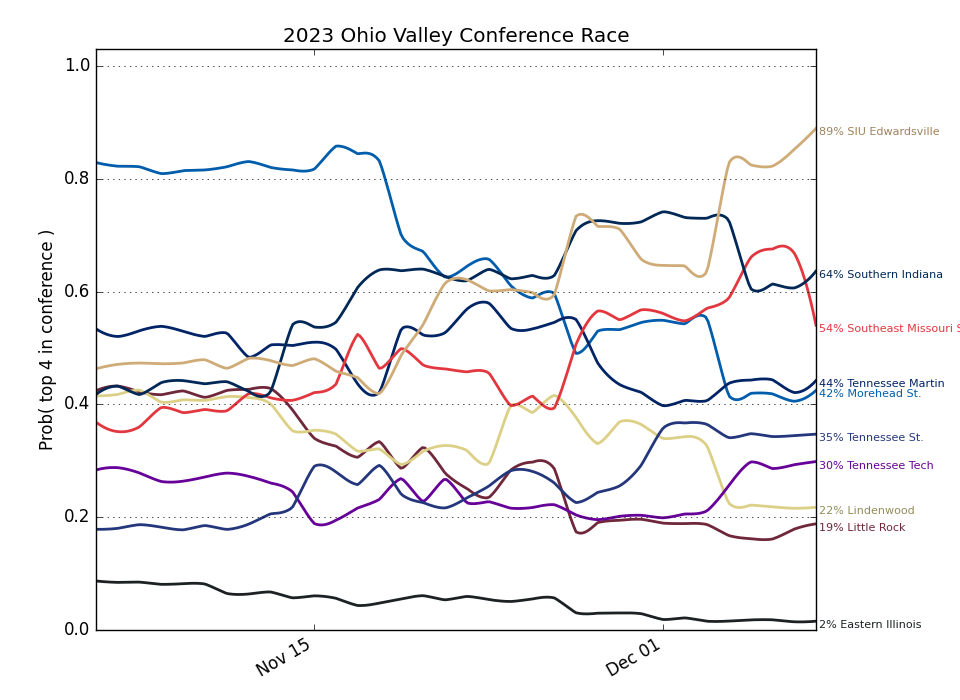 2023 Ohio Valley Conference Race
Prob( top 4 in conference )
1.0
0.8
0.6
0.4
0.2
0.0
Nov 15
Dec 01
89% SIU Edwardsville
64% Southern Indiana
54% Southeast Missouri S
44% Tennessee Martin
42% Morehead St.
35% Tennessee St.
30% Tennessee Tech
22% Lindenwood
19% Little Rock
2% Eastern Illinois